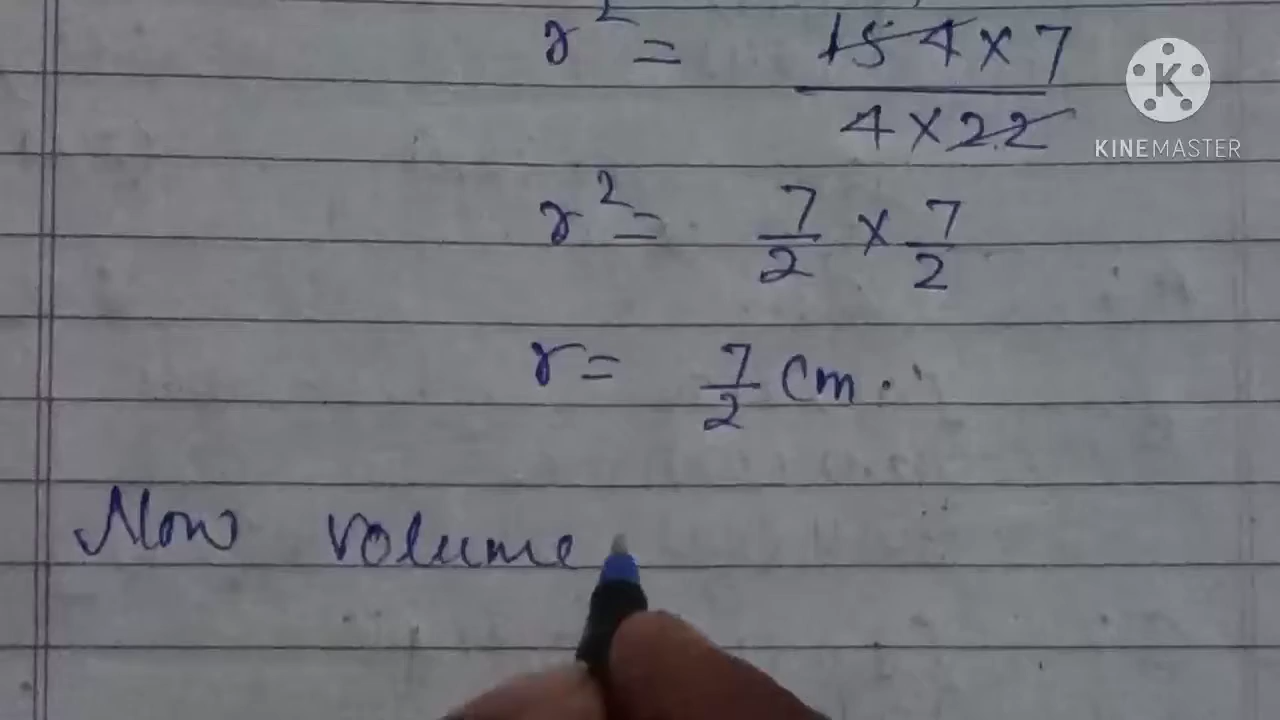 r² = 154×7 / 4×22
K
KINEMASTER
r² = 7/2 × 7/2
r = 7/2 cm.
Now volume